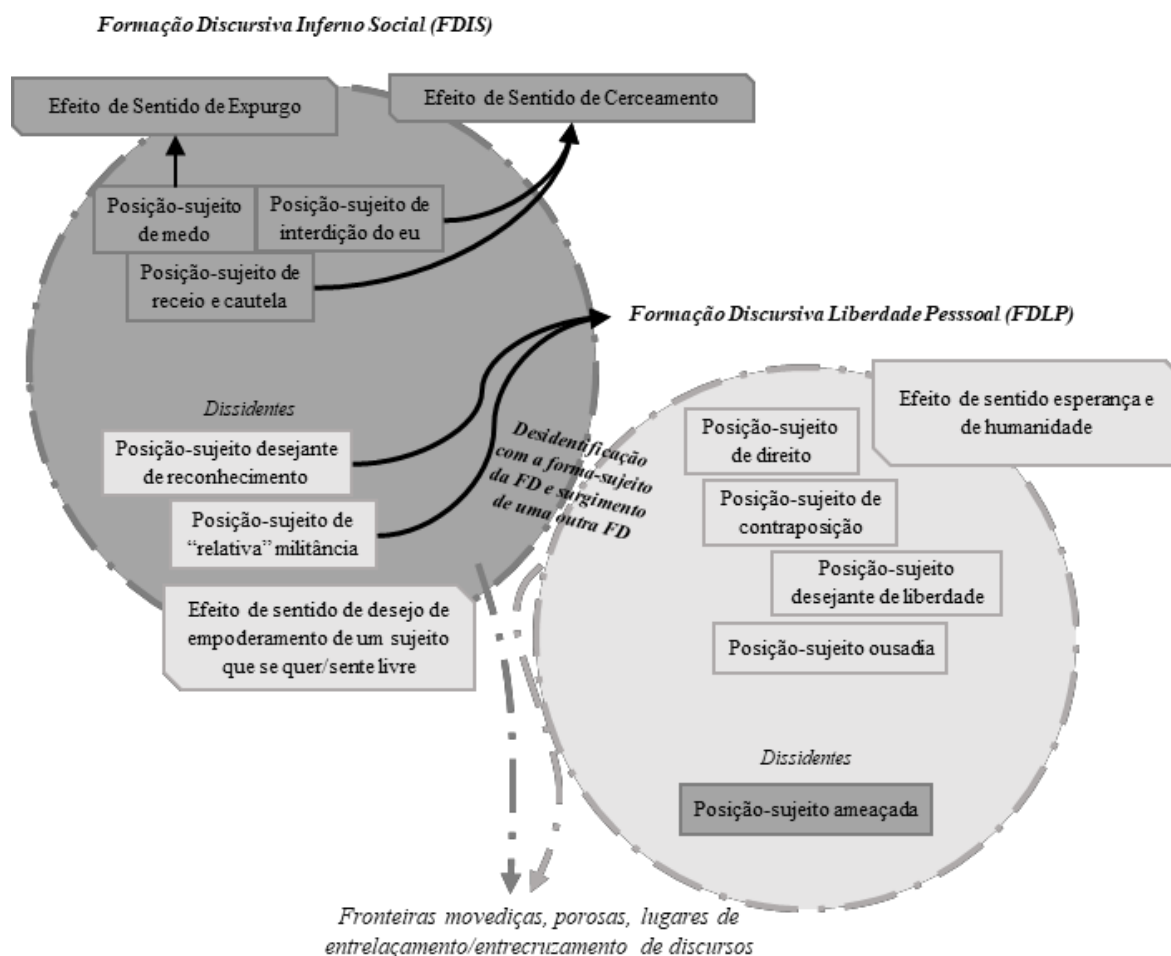 Formação Discursiva Inferno Social (FDIS)
Efeito de Sentido de Expurgo
Efeito de Sentido de Cerceamento
Posição-sujeito
de medo
Posição-sujeito de
interdição do eu
Posição-sujeito de
receio e cautela
Formação Discursiva Liberdade Pesssoal (FDLP)
Dissidentes
Posição-sujeito desejante
de reconhecimento
Posição-sujeito de
“relativa” militância
Efeito de sentido de desejo de
empoderamento de um sujeito
que se quer/sente livre
Desidentificação
com a forma-sujeito
da FD e surgimento
de uma outra FD
Efeito de sentido esperança e
de humanidade
Posição-sujeito
de direito
Posição-sujeito de
contraposição
Posição-sujeito
desejante de liberdade
Posição-sujeito ousadia
Dissidentes
Posição-sujeito ameaçada
Fronteiras movediças, porosas, lugares de
entrelaçamento/entrecruzamento de discursos